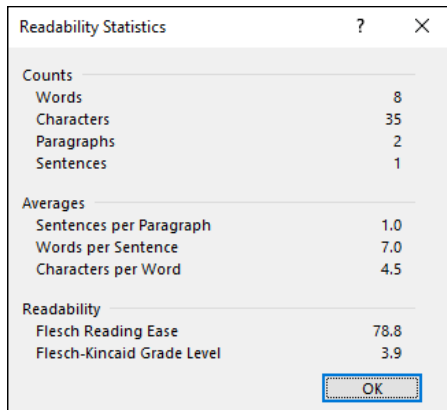 Readability Statistics ? ×
Counts
Words 8
Characters 35
Paragraphs 2
Sentences 1
Averages
Sentences per Paragraph 1.0
Words per Sentence 7.0
Characters per Word 4.5
Readability
Flesch Reading Ease 78.8
Flesch-Kincaid Grade Level 3.9
OK